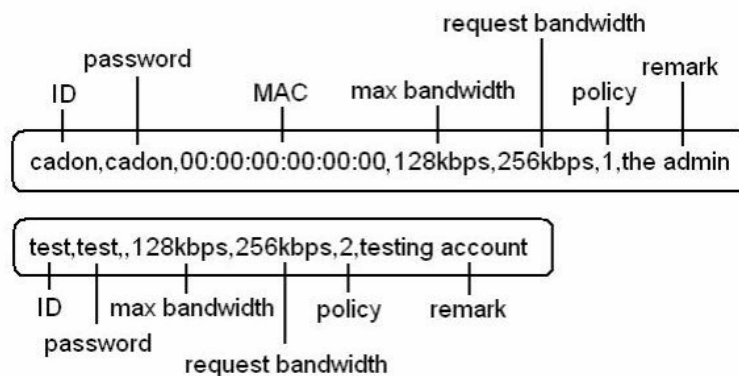 request bandwidth
password remark
ID MAC max bandwidth policy
cadon,cadon,00:00:00:00:00:00,128kbps,256kbps,1,the admin
test,test,,128kbps,256kbps,2,testing account
ID max bandwidth policy remark
password
request bandwidth